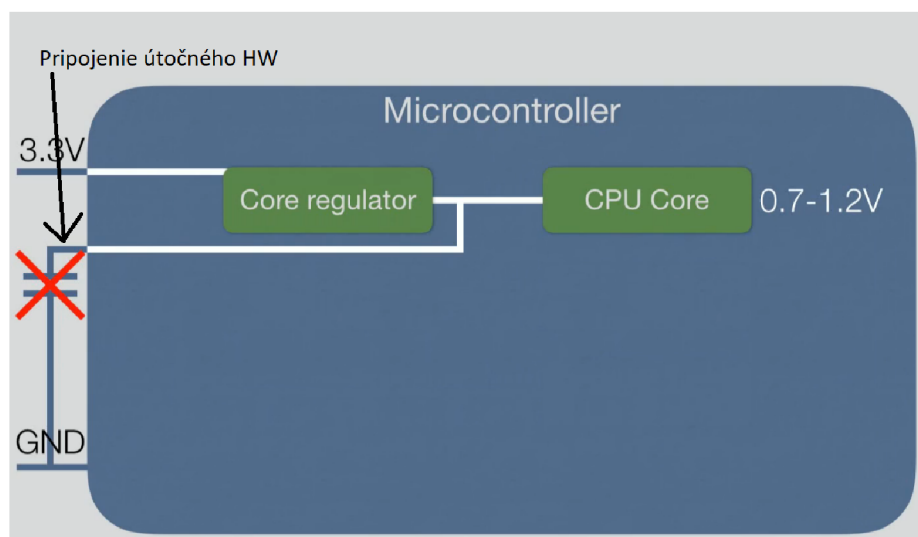 Pripojenie útočného HW
Microcontroller
3.3V
Core regulator
CPU Core
0.7-1.2V
GND